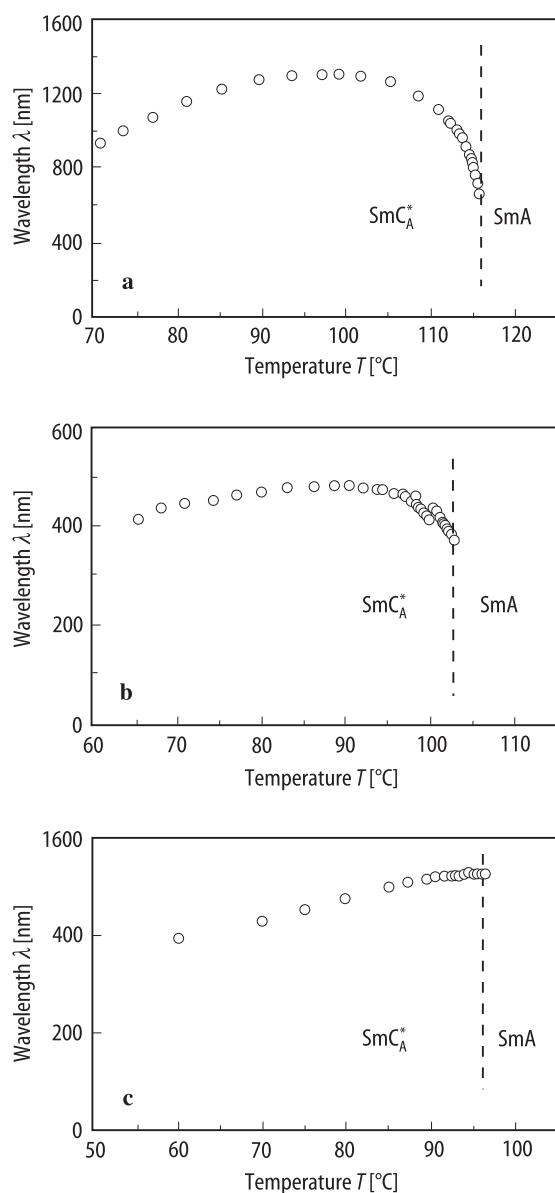 1600
1200
800
400
0
Wavelength λ [nm]
SmC*A SmA
a
70 80 90 100 110 120
Temperature T [°C]
600
400
200
0
Wavelength λ [nm]
SmC*A SmA
b
60 70 80 90 100 110
Temperature T [°C]
1600
400
200
0
Wavelength λ [nm]
SmC*A SmA
c
50 60 70 80 90 100
Temperature T [°C]